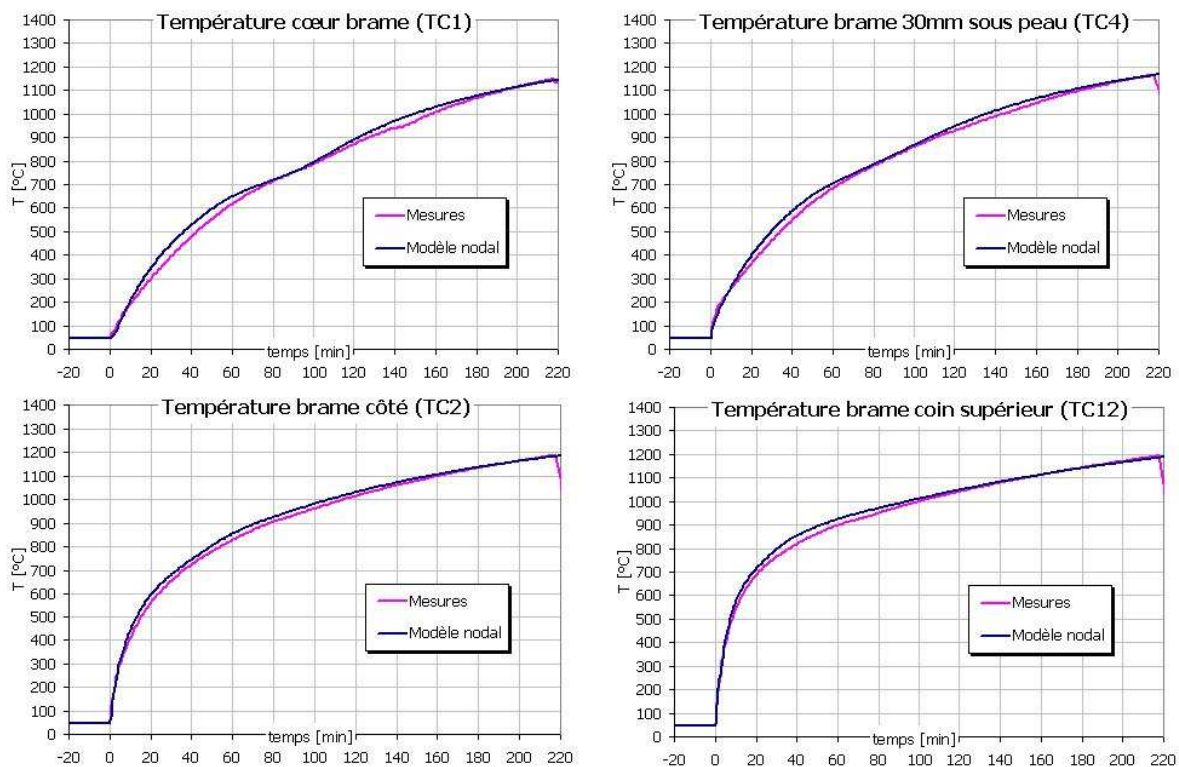 Température cœur brame (TC1)
1400
1300
1200
1100
1000
900
800
700
600
500
400
300
200
100
0
T [°C]
Mesures
Modèle nodal
temps [min]
-20 0 20 40 60 80 100 120 140 160 180 200 220
Température brame 30mm sous peau (TC4)
1400
1300
1200
1100
1000
900
800
700
600
500
400
300
200
100
0
T [°C]
Mesures
Modèle nodal
temps [min]
-20 0 20 40 60 80 100 120 140 160 180 200 220
Température brame côté (TC2)
1400
1300
1200
1100
1000
900
800
700
600
500
400
300
200
100
0
T [°C]
Mesures
Modèle nodal
temps [min]
-20 0 20 40 60 80 100 120 140 160 180 200 220
Température brame coin supérieur (TC12)
1400
1300
1200
1100
1000
900
800
700
600
500
400
300
200
100
0
T [°C]
Mesures
Modèle nodal
temps [min]
-20 0 20 40 60 80 100 120 140 160 180 200 220